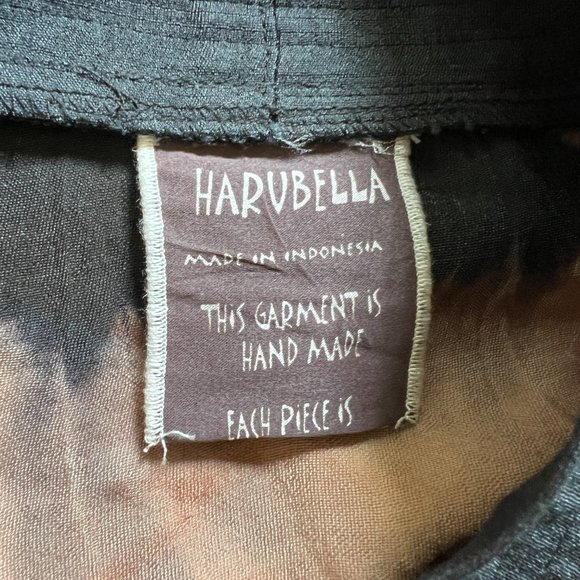 HARUBELLA
MADE IN INDONESIA
THIS GARMENT IS
HAND MADE
EACH PIECE IS